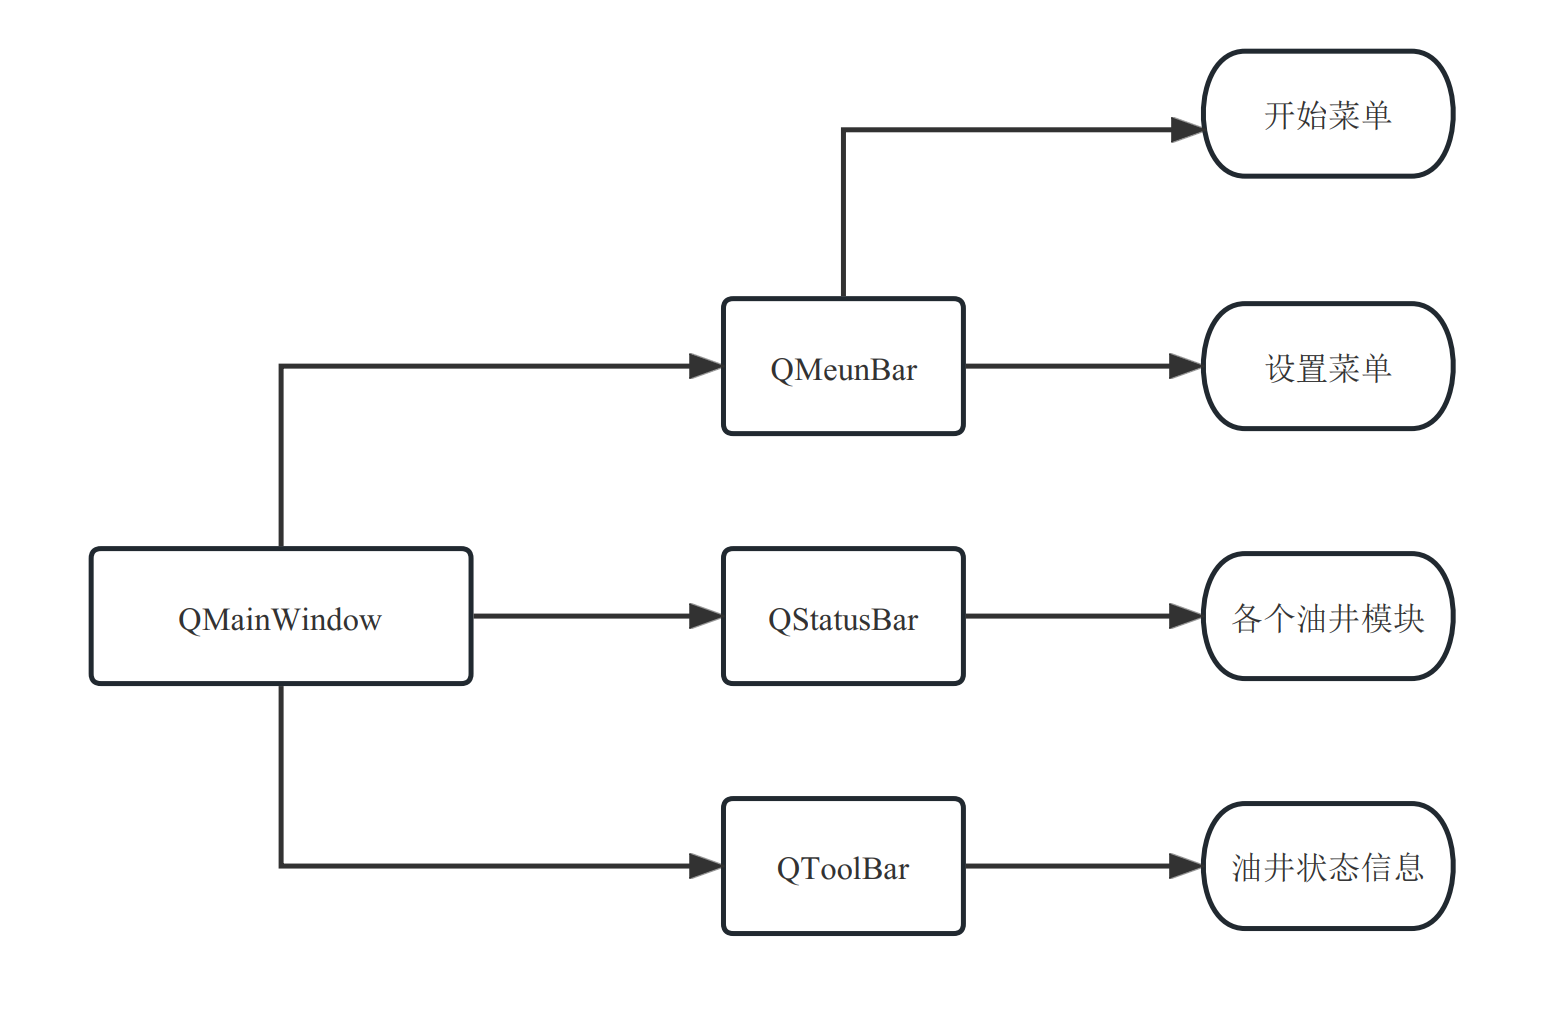 开始菜单
QMeunBar
设置菜单
QMainWindow
QStatusBar
各个油井模块
QToolBar
油井状态信息